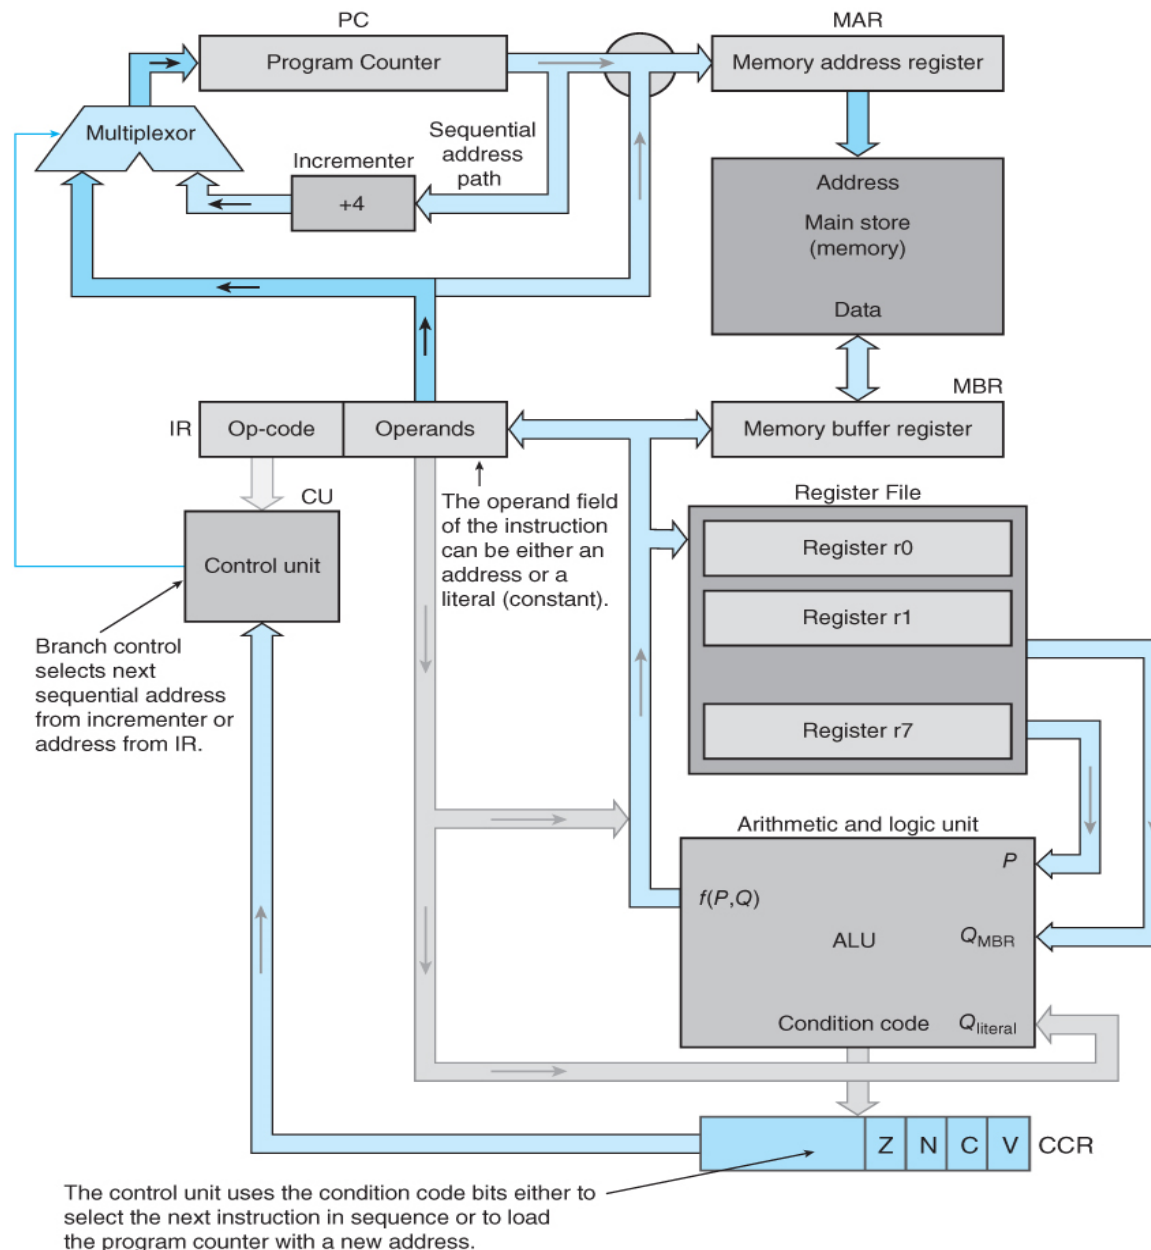 PC
MAR
Program Counter
Memory address register
Multiplexor
Sequential
address
path
Incrementer
+4
Address
Main store
(memory)
Data
MBR
IR
Op-code
Operands
Memory buffer register
CU
The operand field
of the instruction
can be either an
address or a
literal (constant).
Register File
Register r0
Control unit
Register r1
Branch control
selects next
sequential address
from incrementer or
address from IR.
Register r7
Arithmetic and logic unit
P
f(P,Q)
ALU
QMBR
Condition code
Qliteral
Z
N
C
V
CCR
The control unit uses the condition code bits either to
select the next instruction in sequence or to load
the program counter with a new address.